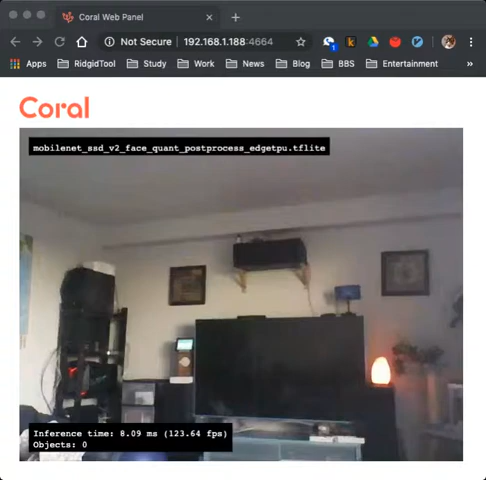 Coral Web Panel
Not Secure | 192.168.1.188:4664
Apps RidgidTool Study Work News Blog BBS Entertainment »
Coral
mobilenet_ssd_v2_face_quant_postprocess_edgetpu.tflite
Inference time: 8.09 ms (123.64 fps)
Objects: 0